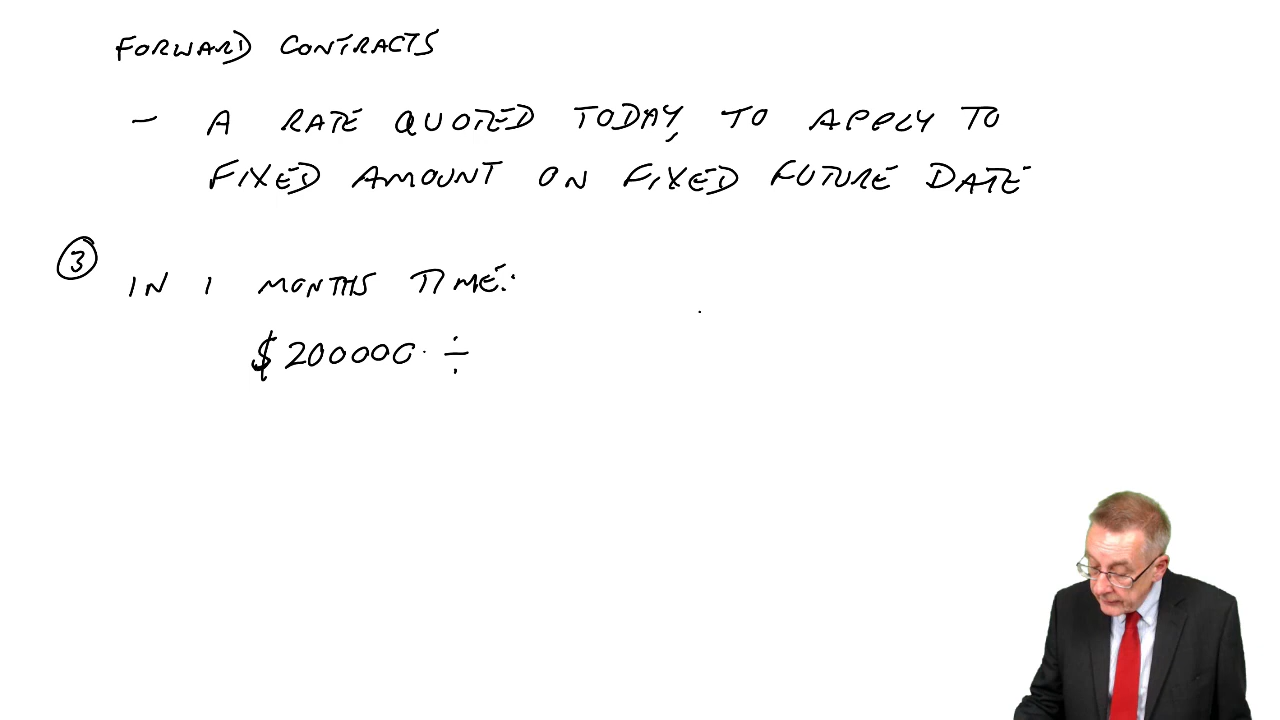 FORWARD CONTRACTS
- A RATE QUOTED TODAY, TO APPLY TO
FIXED AMOUNT ON FIXED FUTURE DATE
③
IN 1 MONTHS TIME:
$200000 ÷